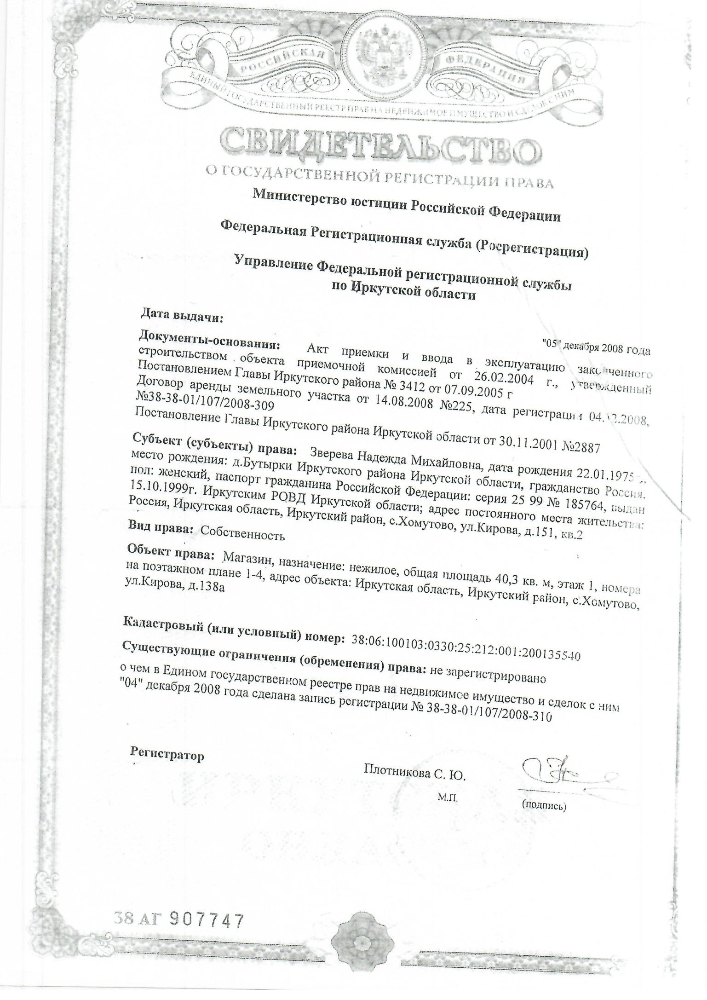 РОССИЙСКАЯ ФЕДЕРАЦИЯ
ЕДИНЫЙ ГОСУДАРСТВЕННЫЙ РЕЕСТР ПРАВ НА НЕДВИЖИМОЕ ИМУЩЕСТВО И СДЕЛОК С НИМ
СВИДЕТЕЛЬСТВО
О ГОСУДАРСТВЕННОЙ РЕГИСТРАЦИИ ПРАВА
Министерство юстиции Российской Федерации
Федеральная Регистрационная служба (Росрегистрация)
Управление Федеральной регистрационной службы
по Иркутской области
Дата выдачи:
"05" декабря 2008 года
Документы-основания: Акт приемки и ввода в эксплуатацию законченного
строительством объекта приемочной комиссией от 26.02.2004 г., утвержденный
Постановлением Главы Иркутского района № 3412 от 07.09.2005 г
Договор аренды земельного участка от 14.08.2008 №225, дата регистрации 04.12.2008,
№38-38-01/107/2008-309
Постановление Главы Иркутского района Иркутской области от 30.11.2001 №2887
Субъект (субъекты) права: Зверева Надежда Михайловна, дата рождения 22.01.1975
место рождения: д.Бутырки Иркутского района Иркутской области, гражданство Россия,
пол: женский, паспорт гражданина Российской Федерации: серия 25 99 № 185764, выдан
15.10.1999г. Иркутским РОВД Иркутской области; адрес постоянного места жительства:
Россия, Иркутская область, Иркутский район, с.Хомутово, ул.Кирова, д.151, кв.2
Вид права: Собственность
Объект права: Магазин, назначение: нежилое, общая площадь 40,3 кв. м, этаж 1, номера
на поэтажном плане 1-4, адрес объекта: Иркутская область, Иркутский район, с.Хомутово,
ул.Кирова, д.138а
Кадастровый (или условный) номер: 38:06:100103:0330:25:212:001:200135540
Существующие ограничения (обременения) права: не зарегистрировано
о чем в Едином государственном реестре прав на недвижимое имущество и сделок с ним
"04" декабря 2008 года сделана запись регистрации № 38-38-01/107/2008-310
Регистратор
Плотникова С. Ю.
М.П.
(подпись)
38 АГ 907747